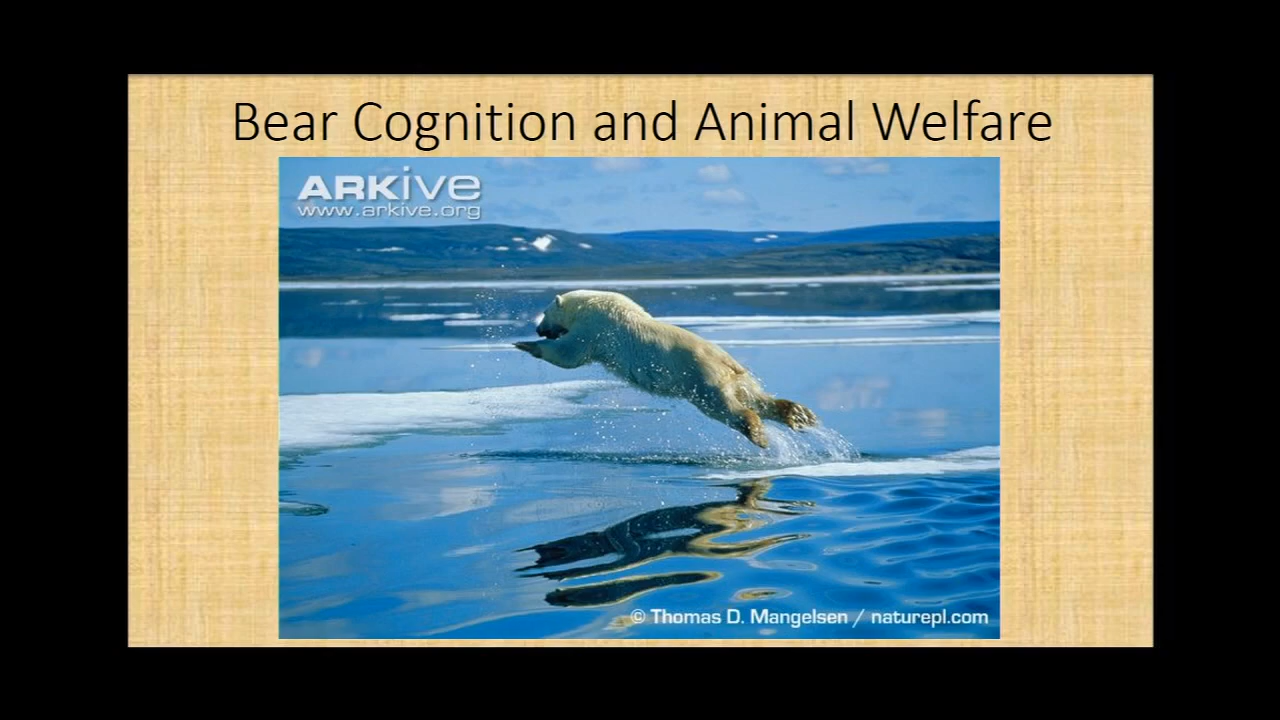 Bear Cognition and Animal Welfare
ARKive
www.arkive.org
© Thomas D. Mangelsen / naturepl.com